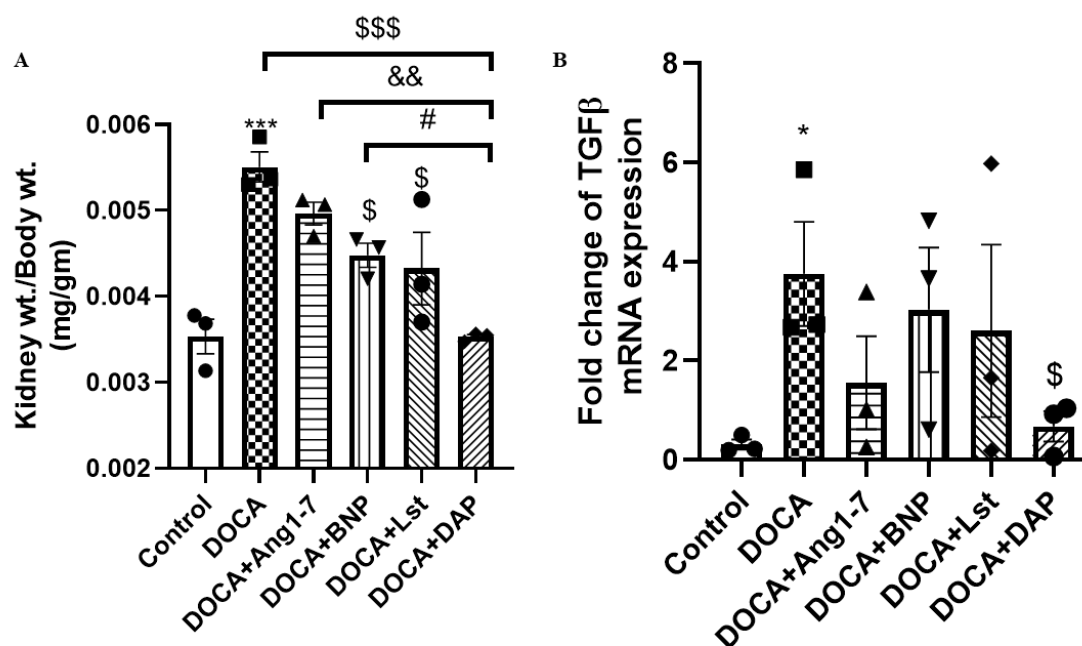 A
$$$
&&
#
Kidney wt./Body wt.
(mg/gm)
0.006
0.005
0.004
0.003
0.002
***
$
$
Control
DOCA
DOCA+Ang1-7
DOCA+BNP
DOCA+Lst
DOCA+DAP
B
Fold change of TGFβ
mRNA expression
8
6
4
2
0
*
$
Control
DOCA
DOCA+Ang1-7
DOCA+BNP
DOCA+Lst
DOCA+DAP